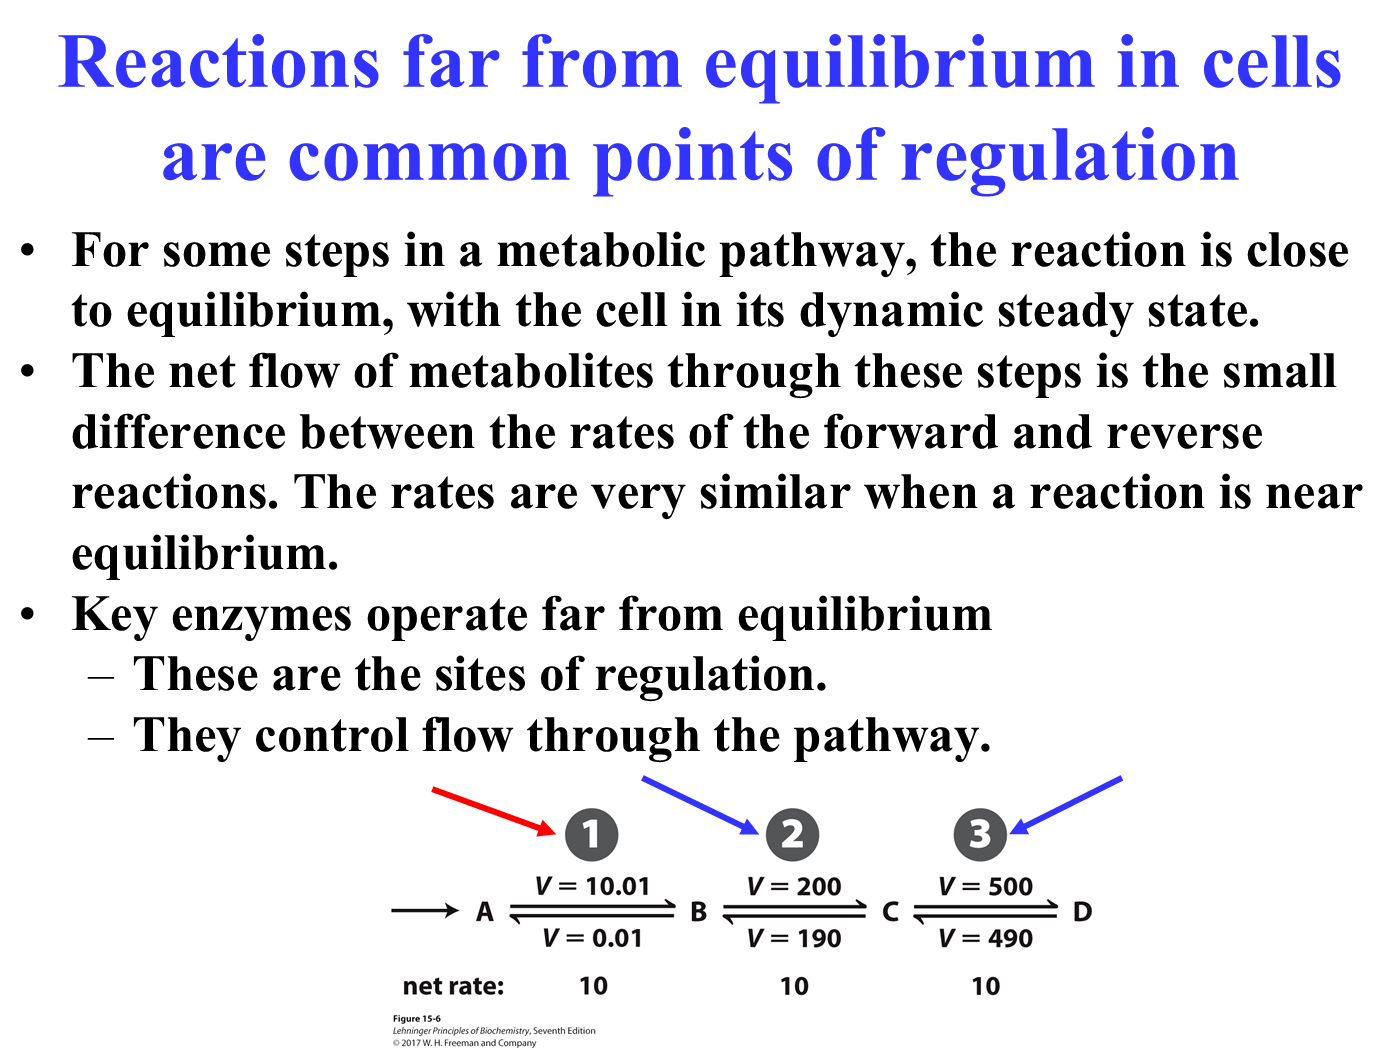 Reactions far from equilibrium in cells
are common points of regulation
• For some steps in a metabolic pathway, the reaction is close
to equilibrium, with the cell in its dynamic steady state.
• The net flow of metabolites through these steps is the small
difference between the rates of the forward and reverse
reactions. The rates are very similar when a reaction is near
equilibrium.
• Key enzymes operate far from equilibrium
– These are the sites of regulation.
– They control flow through the pathway.
1 2 3
V = 10.01 V = 200 V = 500
A B C D
V = 0.01 V = 190 V = 490
net rate: 10 10 10
Figure 15-6
Lehninger Principles of Biochemistry, Seventh Edition
© 2017 W. H. Freeman and Company